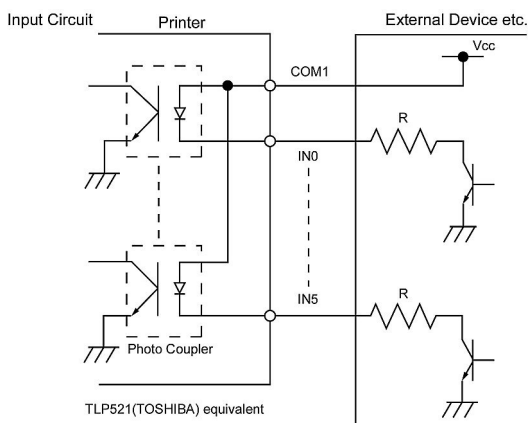 Input Circuit
Printer
External Device etc.
Vcc
COM1
R
IN0
IN5
R
Photo Coupler
TLP521(TOSHIBA) equivalent